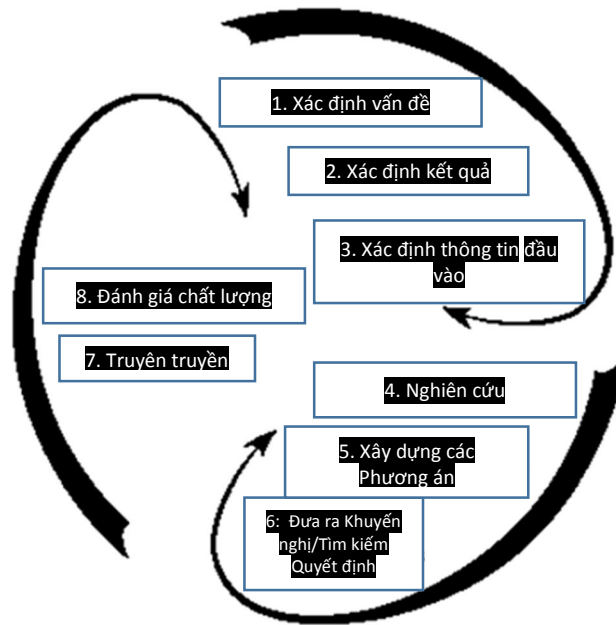 1. Xác định vấn đề
2. Xác định kết quả
3. Xác định thông tin đầu
vào
8. Đánh giá chất lượng
7. Truyên truyền
4. Nghiên cứu
5. Xây dựng các
Phương án
6:  Đưa ra Khuyến
nghị/Tìm kiếm
Quyết định